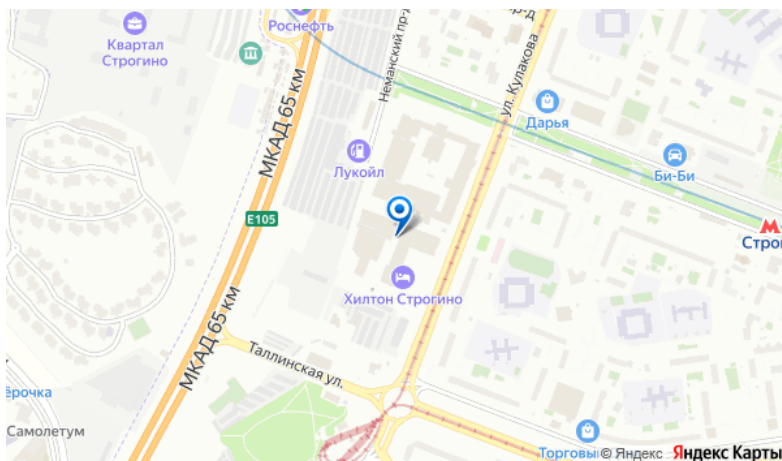 Роснефть
Квартал
Строгино
МКАД 65 км
Неманский пр-
р-д
ул. Кулакова
Дарья
Лукойл
Би-Би
E105
Строг
Хилтон Строгино
МКАД 65 км
Таллинская ул.
ёрочка
Самолетум
Торговы
© Яндекс Яндекс Карты